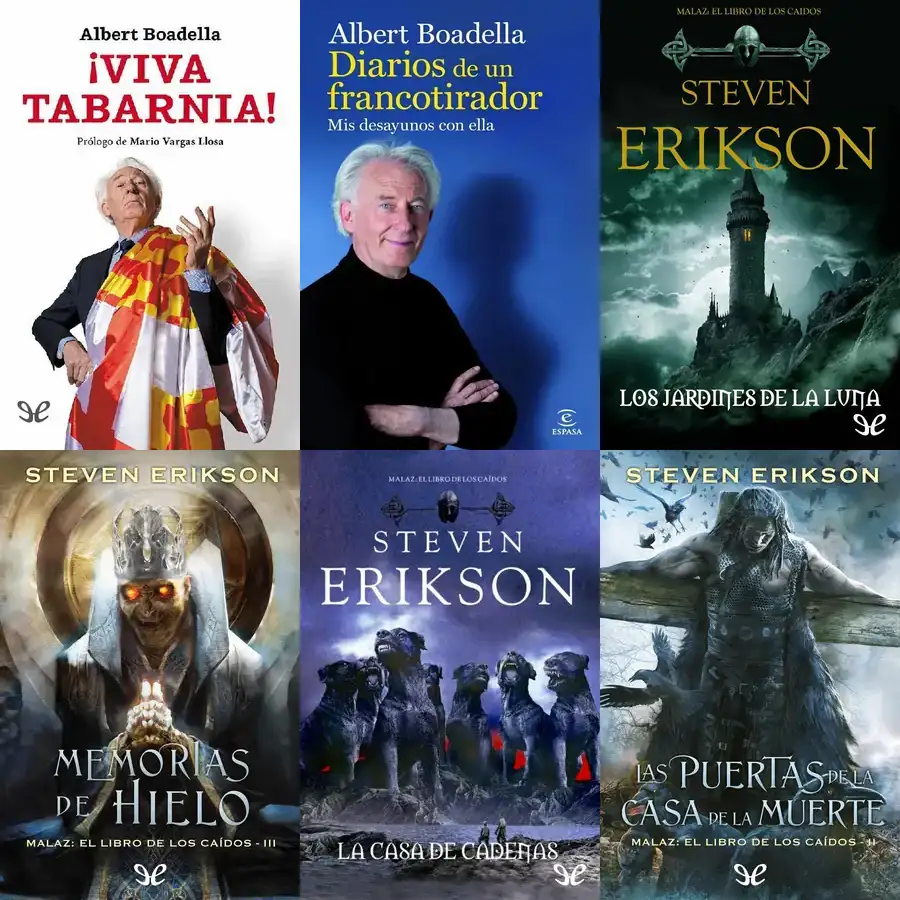 Albert Boadella
¡VIVA
TABARNIA!
Prólogo de Mario Vargas Llosa
Albert Boadella
Diarios de un
francotirador
Mis desayunos con ella
e
ESPASA
MALAZ: EL LIBRO DE LOS CAÍDOS
STEVEN
ERIKSON
LOS JARDINES DE LA LUNA
STEVEN ERIKSON
MEMORIAS
DE HIELO
MALAZ: EL LIBRO DE LOS CAÍDOS - III
MALAZ: EL LIBRO DE LOS CAÍDOS
STEVEN
ERIKSON
LA CASA DE CADENAS
STEVEN ERIKSON
LAS PUERTAS DE LA
CASA DE LA MUERTE
MALAZ: EL LIBRO DE LOS CAÍDOS - II